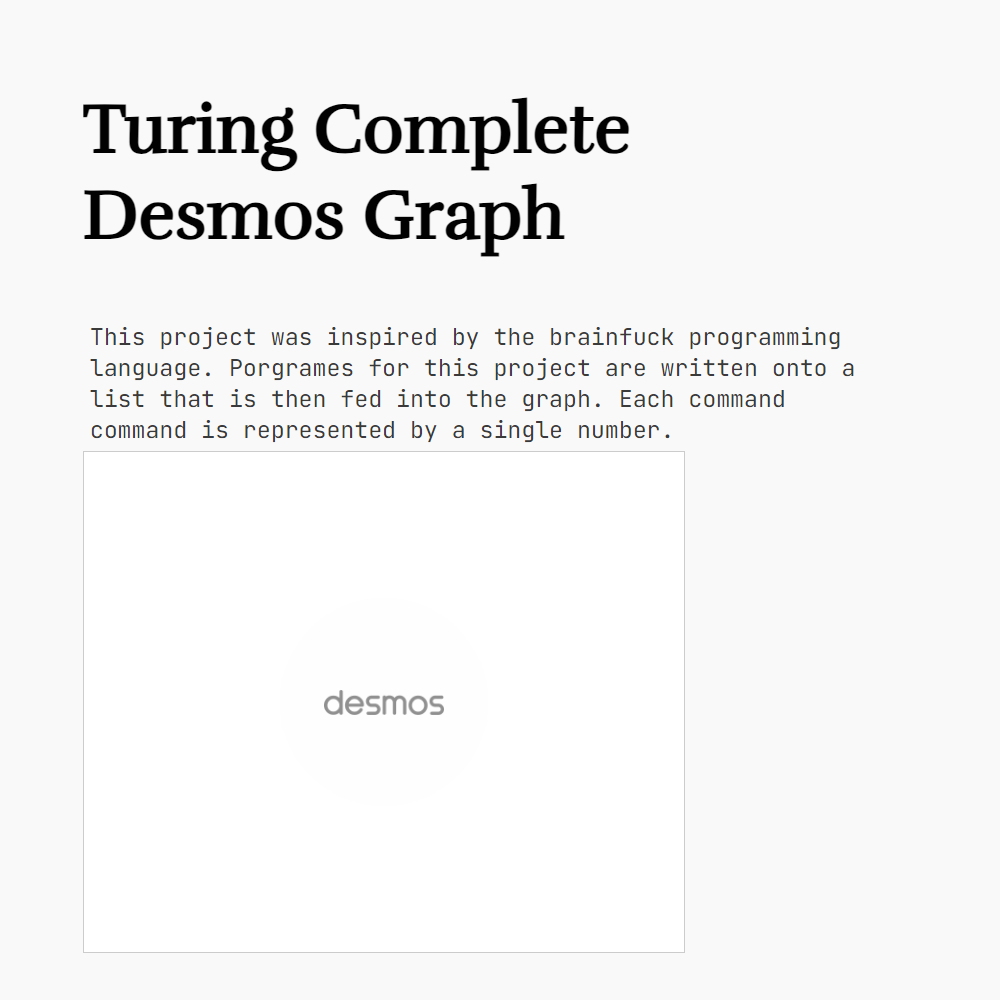 Turing Complete
Desmos Graph
This project was inspired by the brainfuck programming
language. Porgrames for this project are written onto a
list that is then fed into the graph. Each command
command is represented by a single number.
desmos